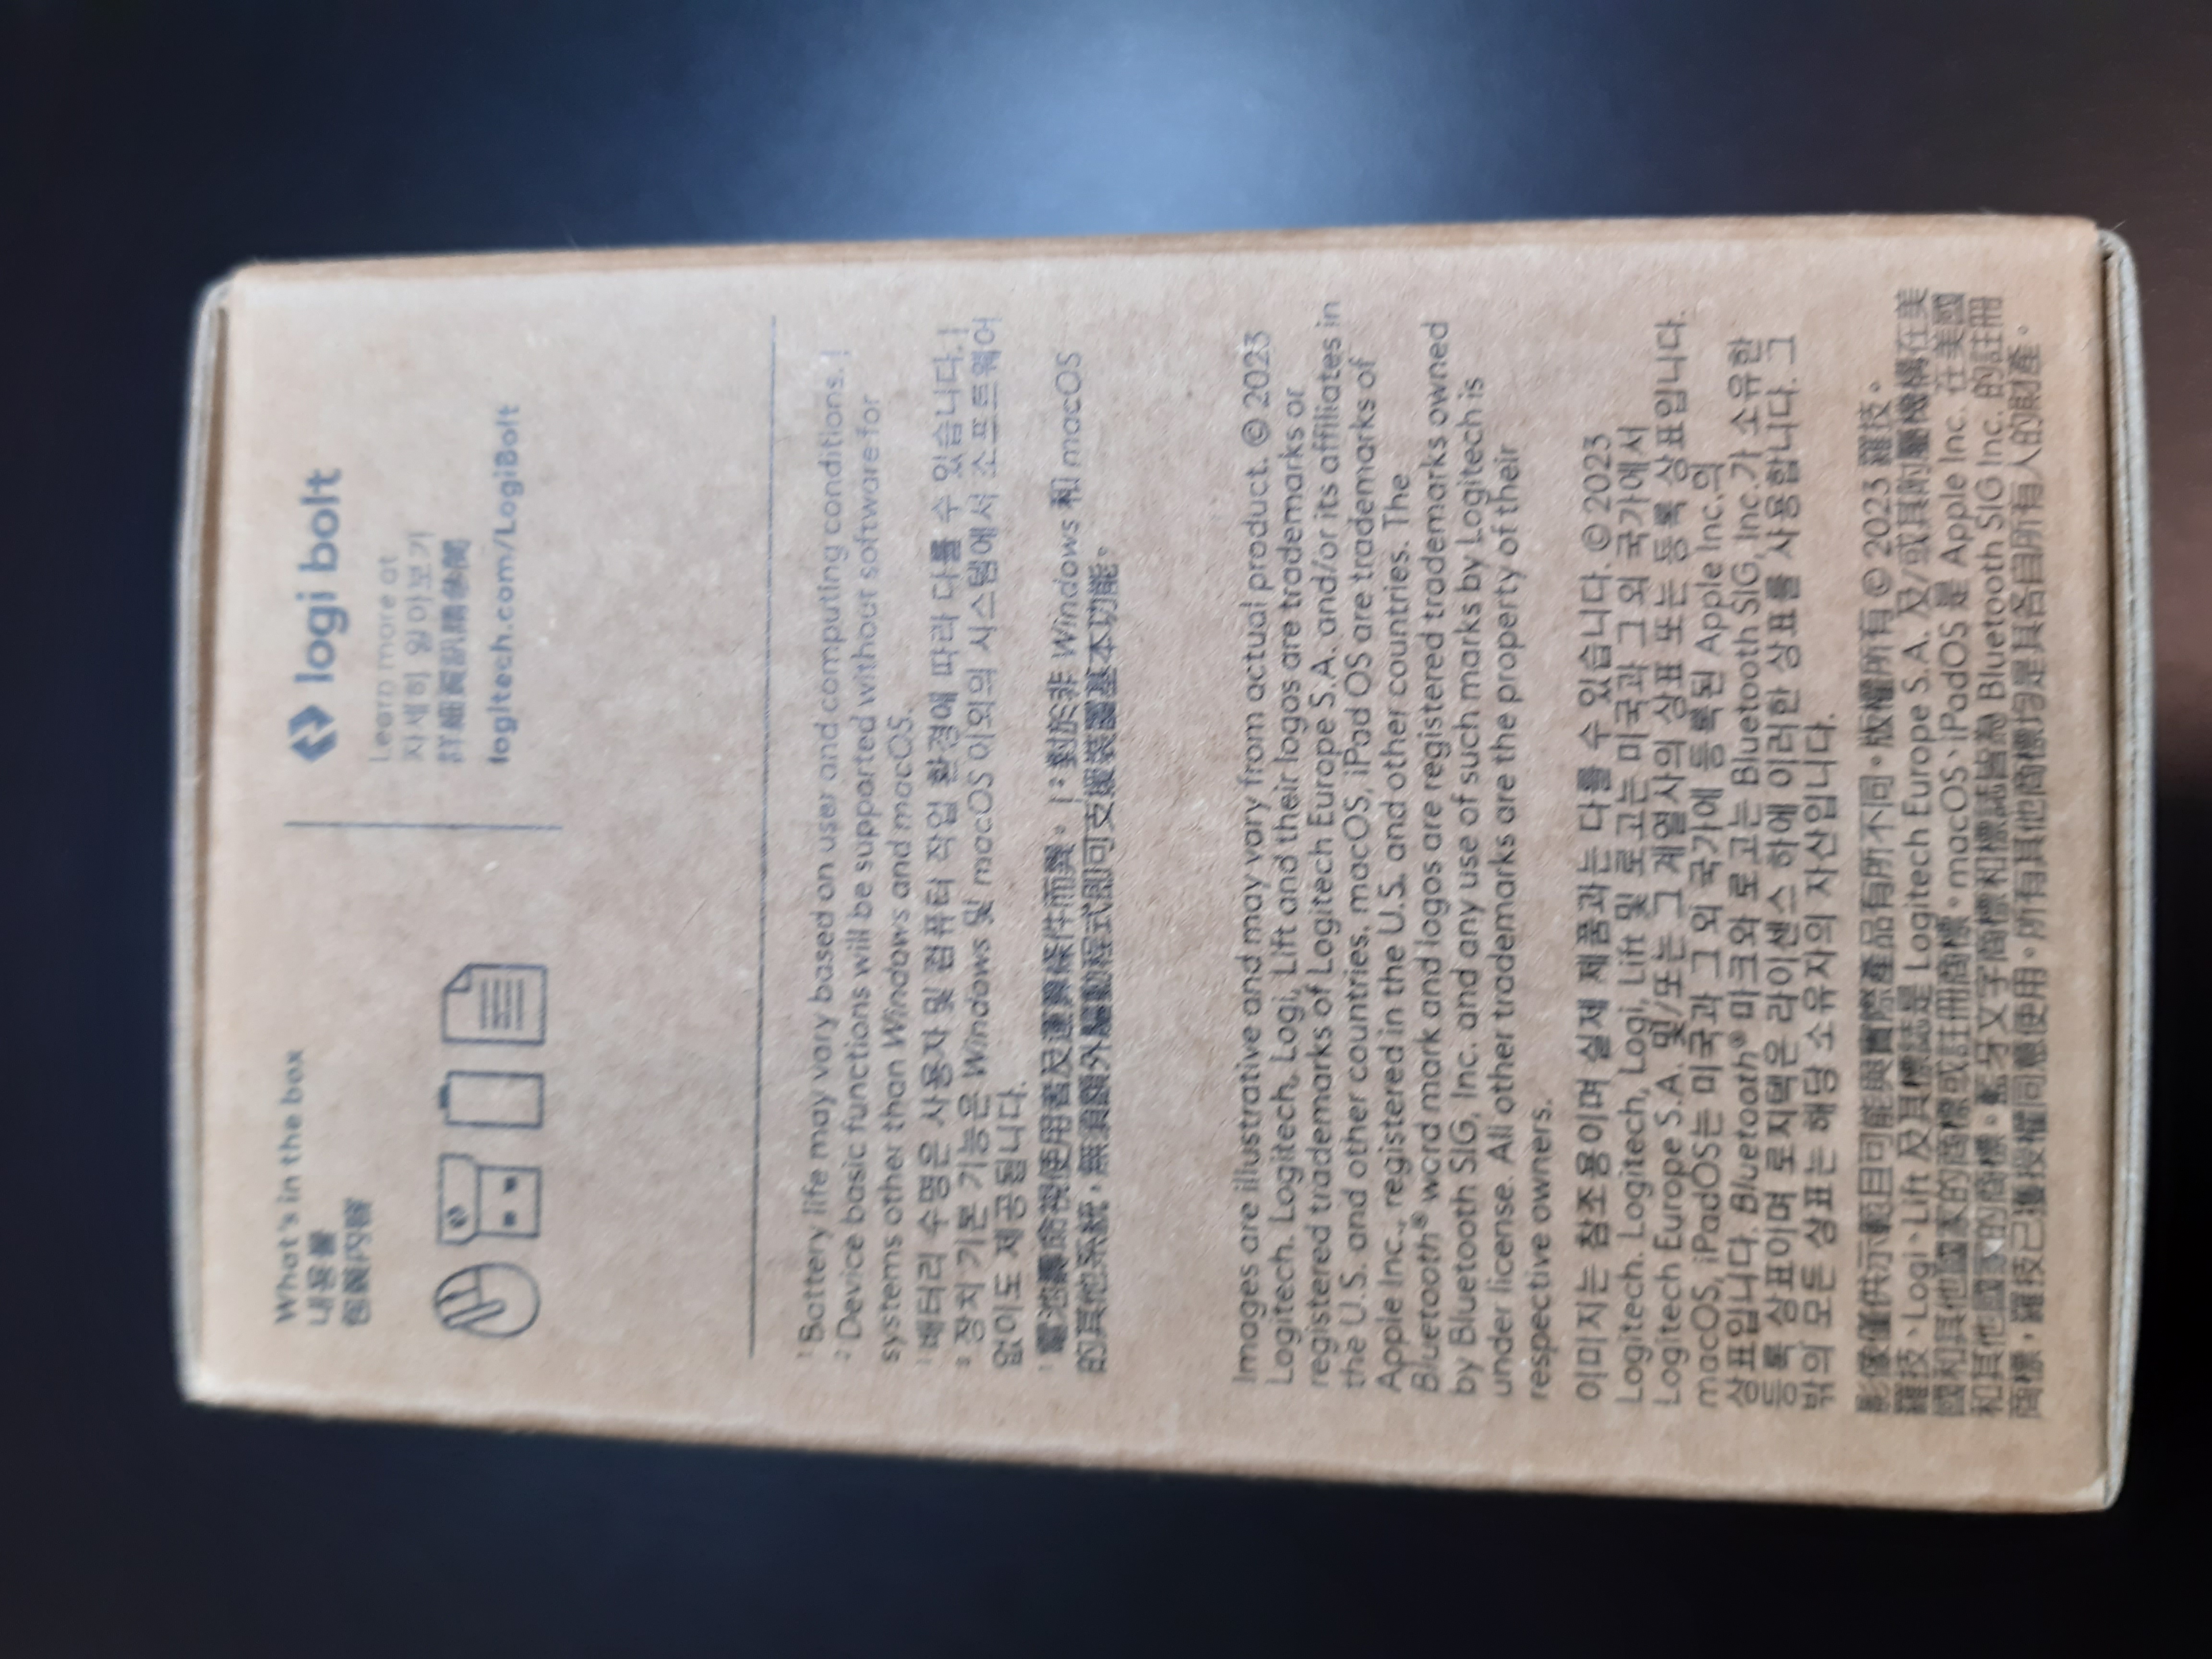 What's in the box
내용물
包裝內容
logi bolt
Learn more at
자세히 알아보기
詳細資訊請參閱
logitech.com/LogiBolt
¹ Battery life may vary based on user and computing conditions. |
² Device basic functions will be supported without software for
systems other than Windows and macOS.
¹ 배터리 수명은 사용자 및 컴퓨터 작업 환경에 따라 다를 수 있습니다. |
² 장치 기본 기능은 Windows 및 macOS 이외의 시스템에서 소프트웨어
없이도 제공됩니다.
¹ 電池壽命視使用者及運算條件而異。 | ² 對於非 Windows 和 macOS
的其他系統，無須額外驅動程式即可支援裝置基本功能。
Images are illustrative and may vary from actual product. © 2023
Logitech. Logitech, Logi, Lift and their logos are trademarks or
registered trademarks of Logitech Europe S.A. and/or its affiliates in
the U.S. and other countries. macOS, iPad OS are trademarks of
Apple Inc., registered in the U.S. and other countries. The
Bluetooth® word mark and logos are registered trademarks owned
by Bluetooth SIG, Inc. and any use of such marks by Logitech is
under license. All other trademarks are the property of their
respective owners.
이미지는 참조용이며 실제 제품과는 다를 수 있습니다. © 2023
Logitech. Logitech, Logi, Lift 및 로고는 미국과 그 외 국가에서
Logitech Europe S.A. 및/또는 그 계열사의 상표 또는 등록 상표입니다.
macOS, iPadOS는 미국과 그 외 국가에 등록된 Apple Inc.의
상표입니다. Bluetooth® 마크와 로고는 Bluetooth SIG, Inc.가 소유한
등록 상표이며 로지텍은 라이센스 하에 이러한 상표를 사용합니다. 그
밖의 모든 상표는 해당 소유자의 자산입니다.
影像僅供示範且可能與實際產品有所不同。版權所有 © 2023 羅技。
羅技、Logi、Lift 及其標誌是 Logitech Europe S.A. 及/或其附屬機構在美
國和其他國家的商標或註冊商標。macOS、iPadOS 是 Apple Inc. 在美國
和其他國家的商標。藍牙文字商標和標誌皆為 Bluetooth SIG Inc. 的註冊
商標，羅技已獲授權同意使用。所有其他商標均是其各自所有人的財產。